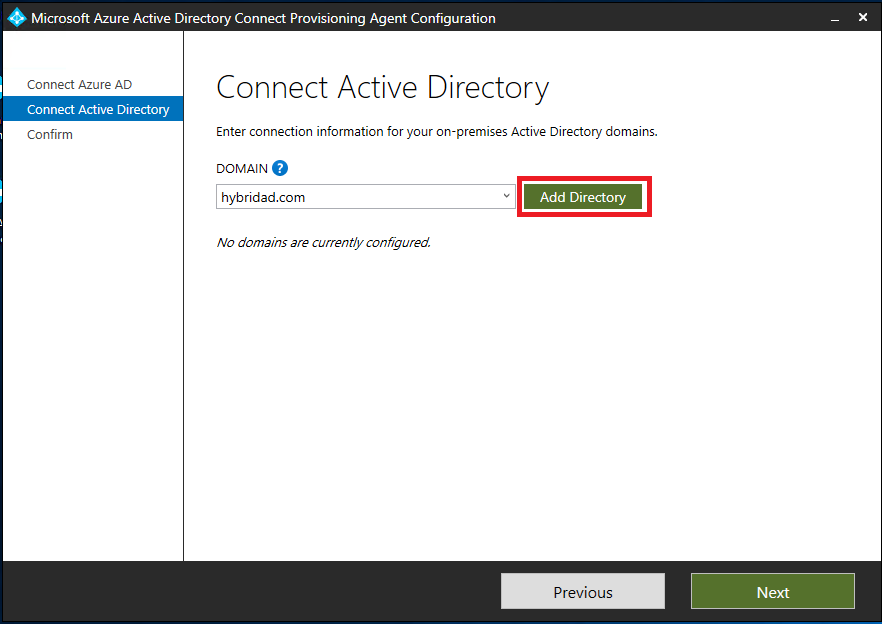 Microsoft Azure Active Directory Connect Provisioning Agent Configuration
Connect Azure AD
Connect Active Directory
Confirm
Connect Active Directory
Enter connection information for your on-premises Active Directory domains.
DOMAIN ?
hybridad.com
Add Directory
No domains are currently configured.
Previous
Next